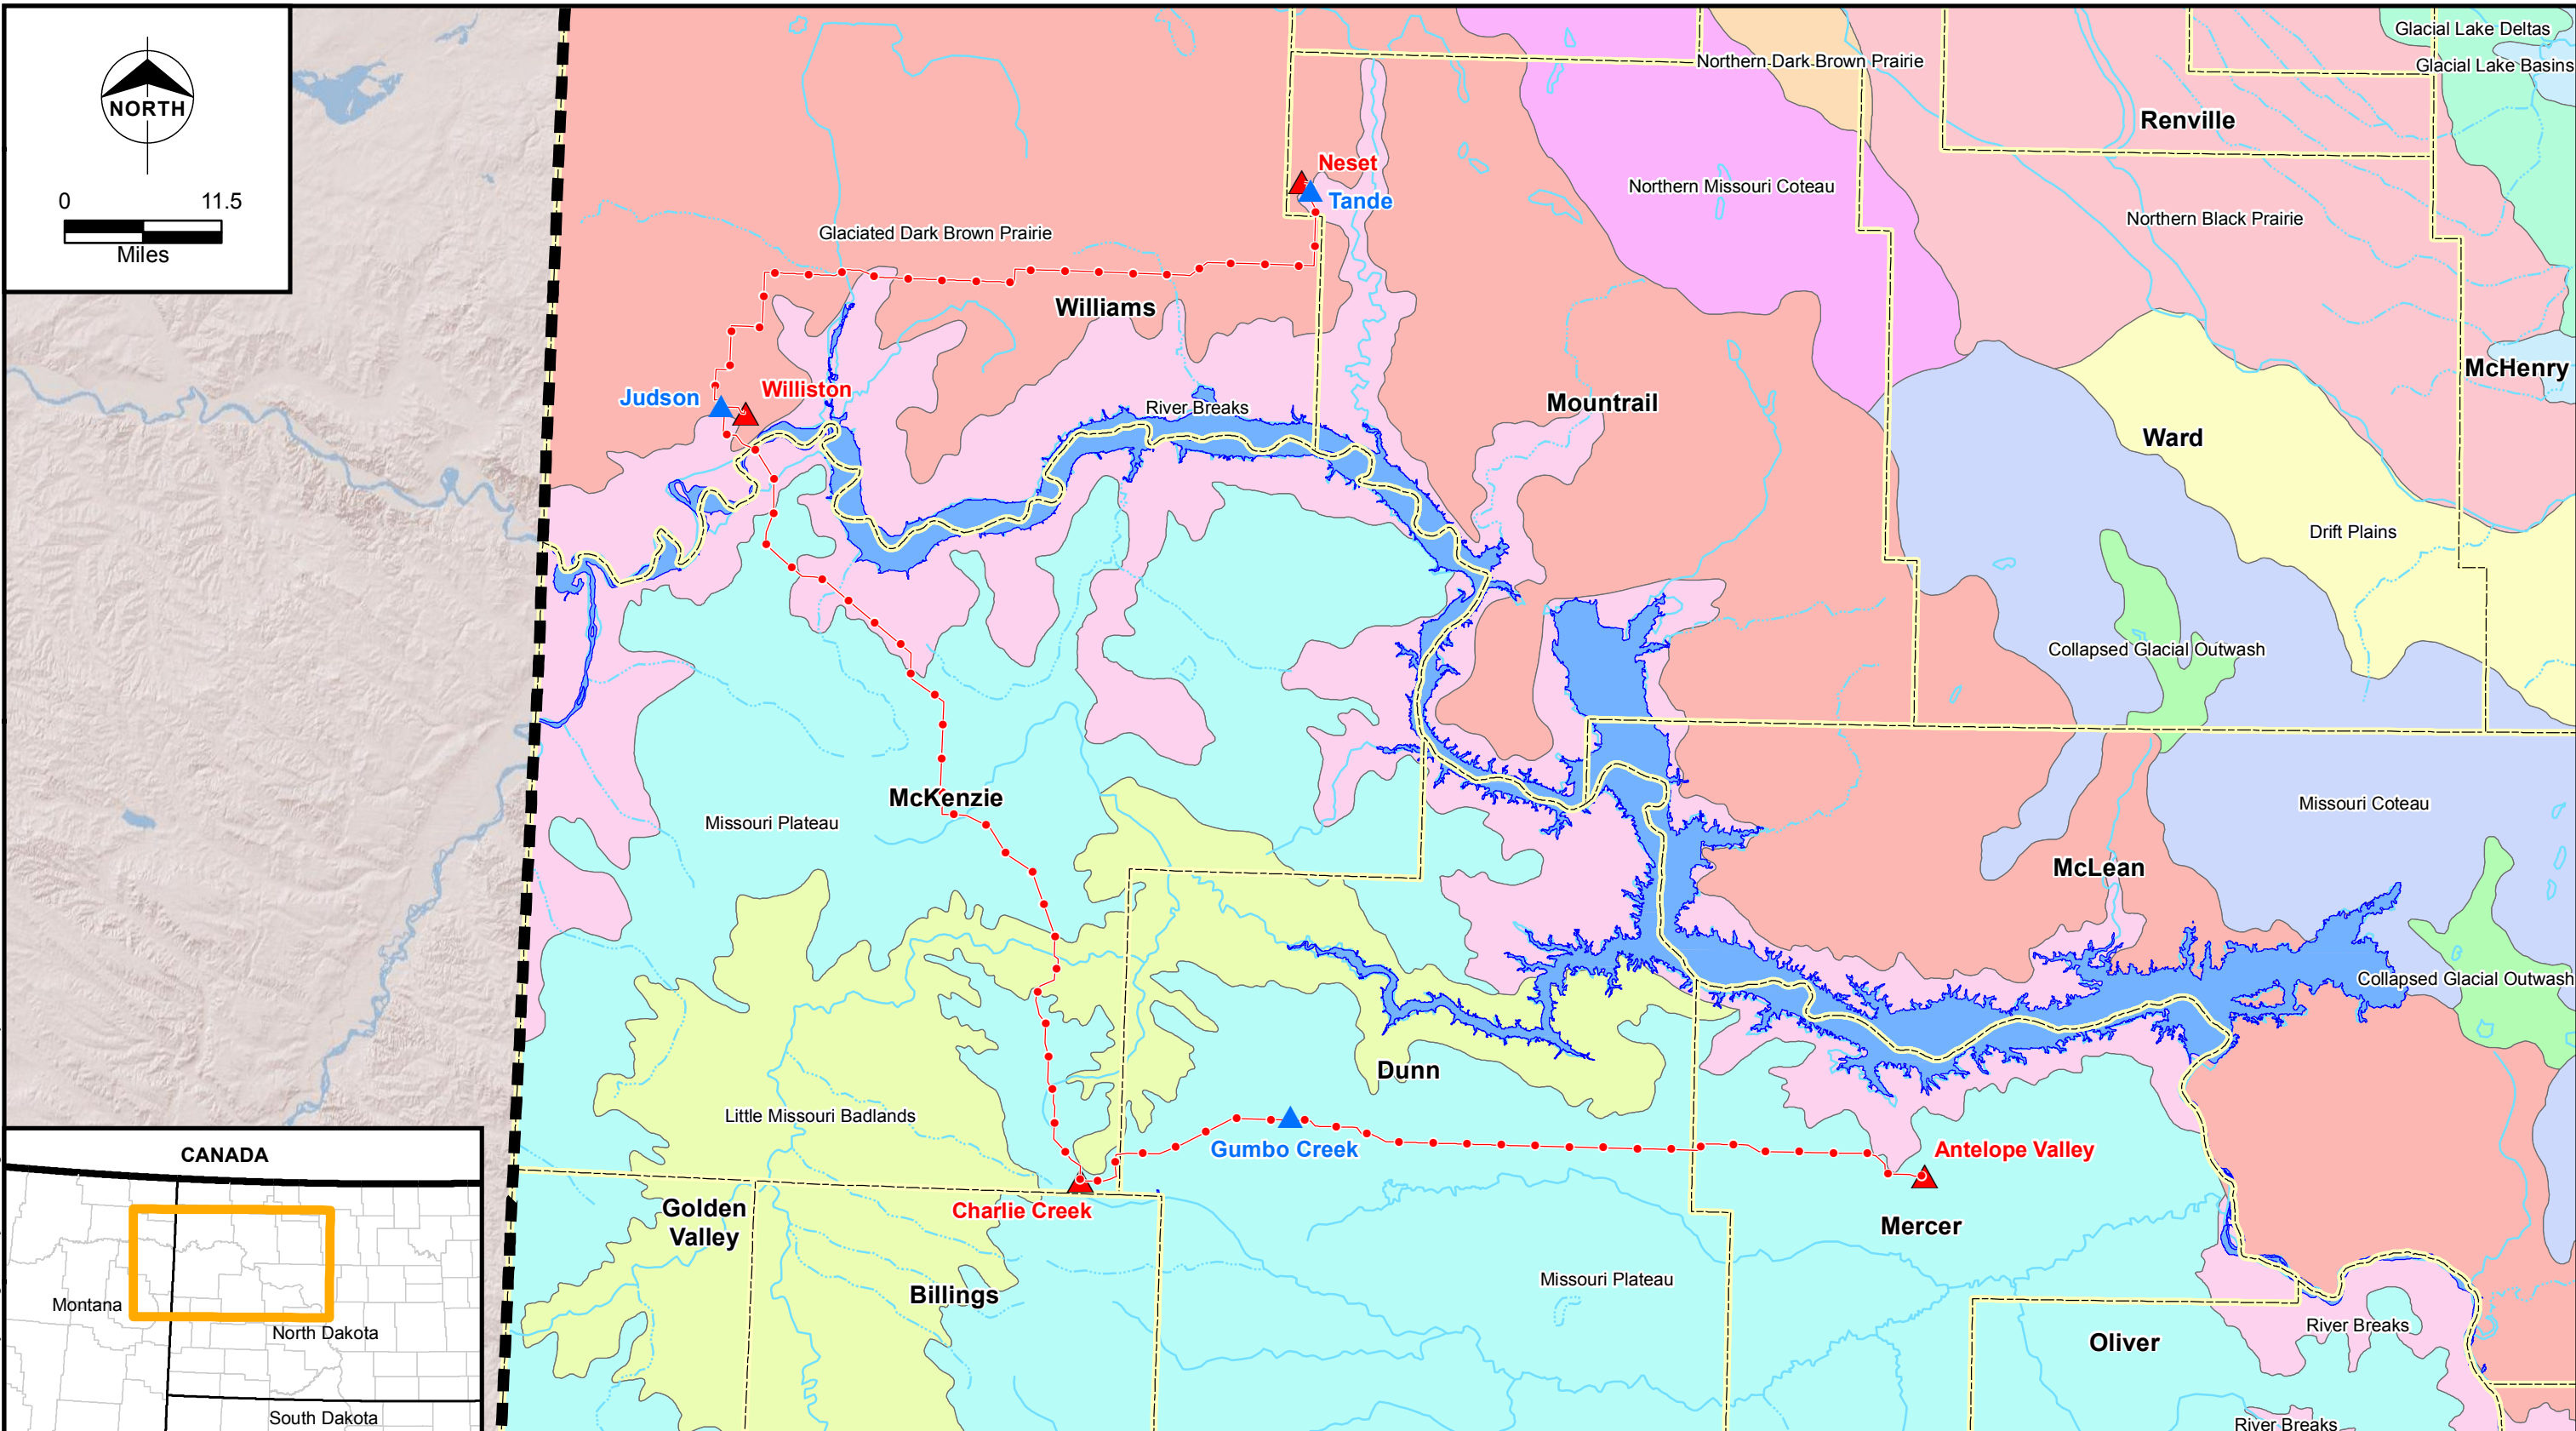 NORTH
0 11.5
Miles
Glacial Lake Deltas
Northern Dark Brown Prairie
Glacial Lake Basins
Renville
Neset
Tande
Northern Missouri Coteau
Northern Black Prairie
Glaciated Dark Brown Prairie
Williams
McHenry
Judson
Williston
River Breaks
Mountrail
Ward
Drift Plains
Collapsed Glacial Outwash
McKenzie
Missouri Plateau
Missouri Coteau
McLean
Collapsed Glacial Outwash
Dunn
Little Missouri Badlands
Gumbo Creek
Antelope Valley
Charlie Creek
Golden
Valley
Mercer
Billings
Missouri Plateau
River Breaks
Oliver
River Breaks
CANADA
Montana
North Dakota
South Dakota